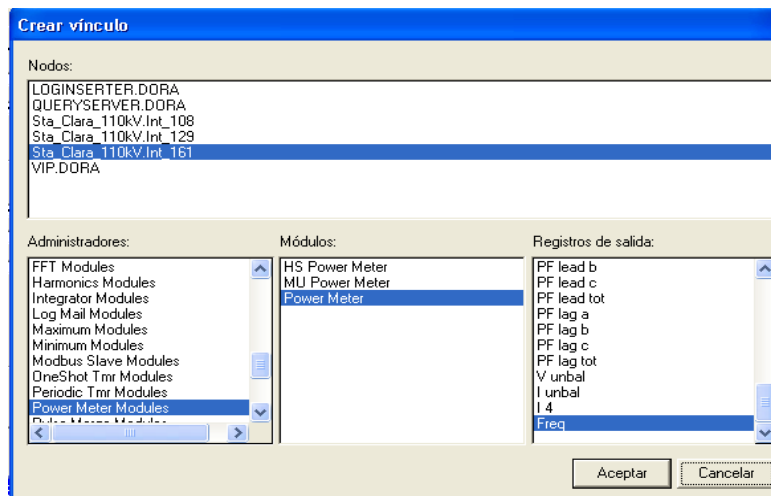 Crear vínculo
Nodos:
LOGINSERTER.DORA
QUERYSERVER.DORA
Sta_Clara_110kV.Int_108
Sta_Clara_110kV.Int_129
Sta_Clara_110kV.Int_161
VIP.DORA
Administradores:
FFT Modules
Harmonics Modules
Integrator Modules
Log Mail Modules
Maximum Modules
Minimum Modules
Modbus Slave Modules
OneShot Tmr Modules
Periodic Tmr Modules
Power Meter Modules
Módulos:
HS Power Meter
MU Power Meter
Power Meter
Registros de salida:
PF lead b
PF lead c
PF lead tot
PF lag a
PF lag b
PF lag c
PF lag tot
V unbal
I unbal
I 4
Freq
Aceptar
Cancelar